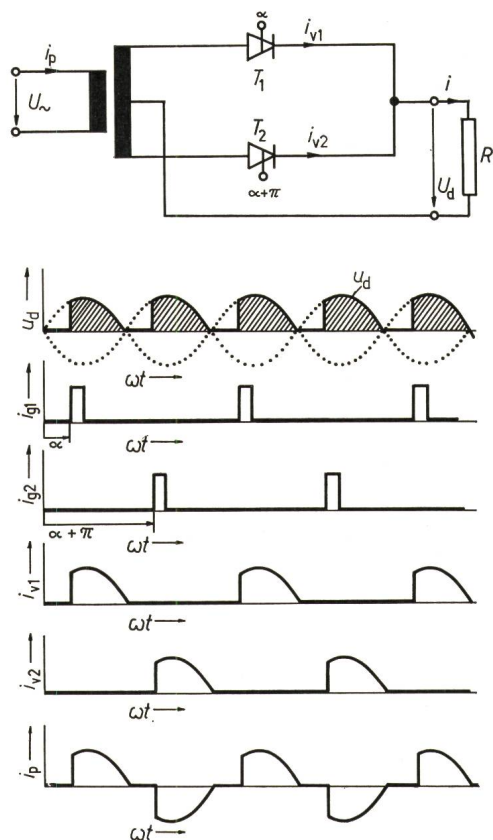 α
i_p
i_v1
U~
T_1
T_2
i
i_v2
U_d
R
α+π
u_d
u_d
ωt
i_g1
α
ωt
i_g2
α + π
ωt
i_v1
ωt
i_v2
ωt
i_p
ωt